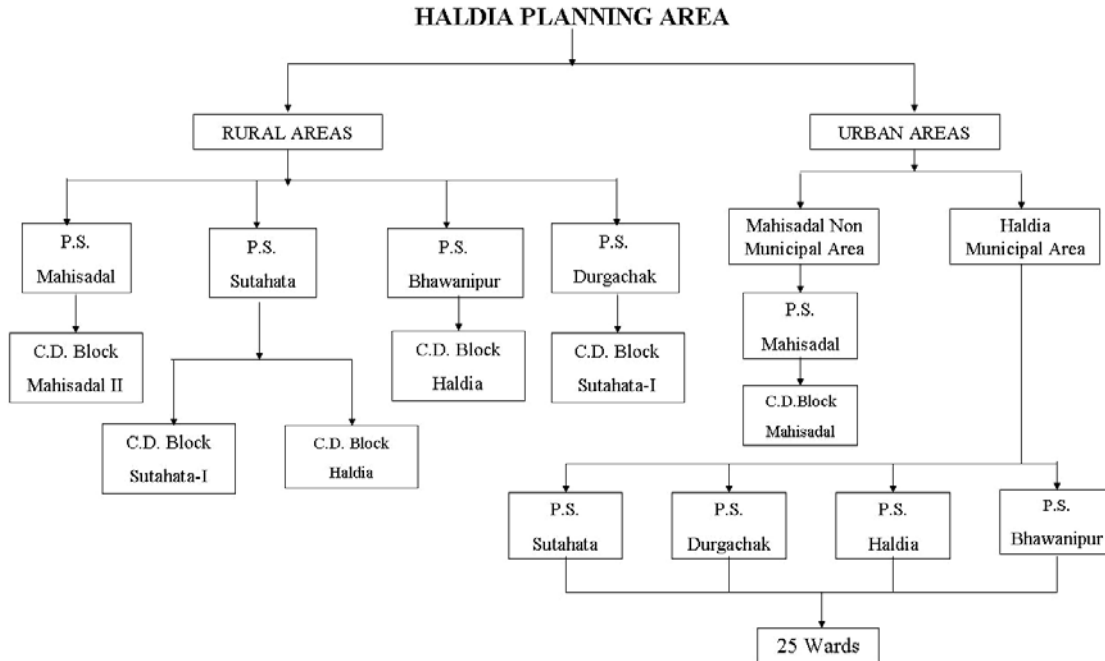 HALDIA PLANNING AREA
RURAL AREAS
URBAN AREAS
P.S.
Mahisadal
P.S.
Sutahata
P.S.
Bhawanipur
P.S.
Durgachak
Mahisadal Non
Municipal Area
Haldia
Municipal Area
C.D. Block
Mahisadal II
C.D. Block
Haldia
C.D. Block
Sutahata-I
P.S.
Mahisadal
C.D.Block
Mahisadal
C.D. Block
Sutahata-I
C.D. Block
Haldia
P.S.
Sutahata
P.S.
Durgachak
P.S.
Haldia
P.S.
Bhawanipur
25 Wards